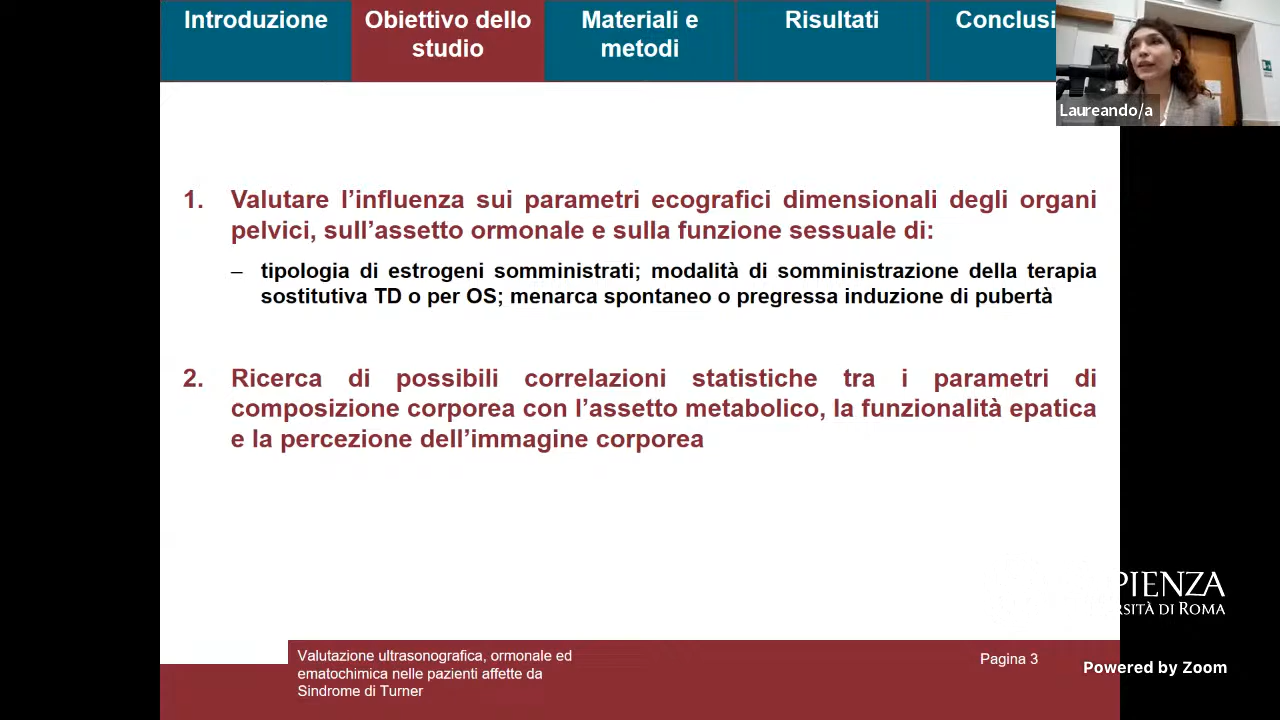 Introduzione
Obiettivo dello
studio
Materiali e
metodi
Risultati
Conclusi
Laureando/a
1. Valutare l’influenza sui parametri ecografici dimensionali degli organi
pelvici, sull’assetto ormonale e sulla funzione sessuale di:
– tipologia di estrogeni somministrati; modalità di somministrazione della terapia
sostitutiva TD o per OS; menarca spontaneo o pregressa induzione di pubertà
2. Ricerca di possibili correlazioni statistiche tra i parametri di
composizione corporea con l’assetto metabolico, la funzionalità epatica
e la percezione dell’immagine corporea
PIENZA
RSITÀ DI ROMA
Valutazione ultrasonografica, ormonale ed
ematochimica nelle pazienti affette da
Sindrome di Turner
Pagina 3
Powered by Zoom